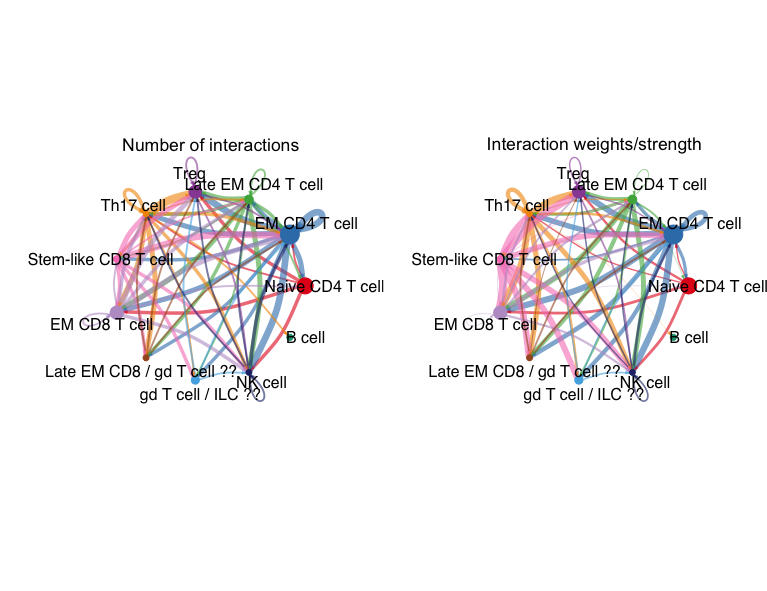 Number of interactions
Treg
Late EM CD4 T cell
Th17 cell
EM CD4 T cell
Stem-like CD8 T cell
Naive CD4 T cell
EM CD8 T cell
B cell
Late EM CD8 / gd T cell ??
NK cell
gd T cell / ILC ??
Interaction weights/strength
Treg
Late EM CD4 T cell
Th17 cell
EM CD4 T cell
Stem-like CD8 T cell
Naive CD4 T cell
EM CD8 T cell
B cell
Late EM CD8 / gd T cell ??
NK cell
gd T cell / ILC ??